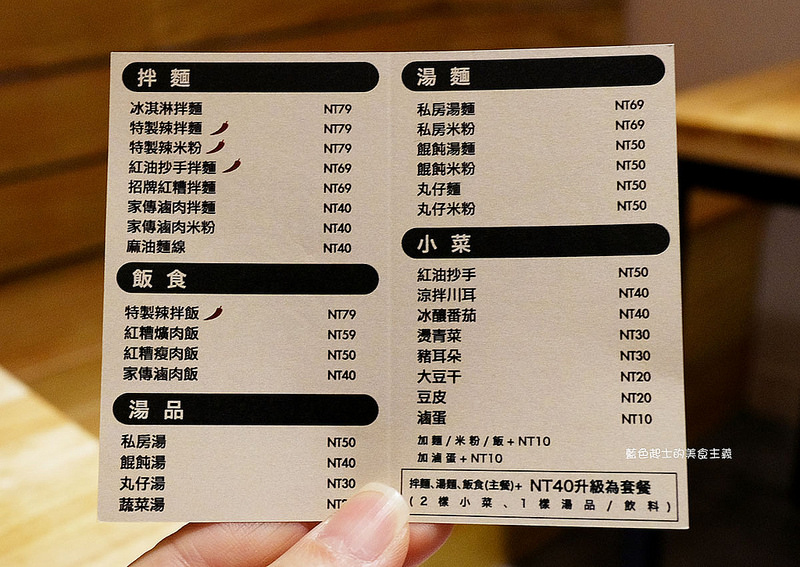 拌麵
冰淇淋拌麵 NT79
特製辣拌麵 NT79
特製辣米粉 NT79
紅油抄手拌麵 NT69
招牌紅糟拌麵 NT69
家傳滷肉拌麵 NT40
家傳滷肉米粉 NT40
麻油麵線 NT40
飯食
特製辣拌飯 NT79
紅糟爌肉飯 NT59
紅糟瘦肉飯 NT50
家傳滷肉飯 NT40
湯品
私房湯 NT50
餛飩湯 NT40
丸仔湯 NT30
蔬菜湯
湯麵
私房湯麵 NT69
私房米粉 NT69
餛飩湯麵 NT50
餛飩米粉 NT50
丸仔麵 NT50
丸仔米粉 NT50
小菜
紅油抄手 NT50
涼拌川耳 NT40
冰釀番茄 NT40
燙青菜 NT30
豬耳朵 NT30
大豆干 NT20
豆皮 NT20
滷蛋 NT10
加麵/米粉/飯+NT10
加滷蛋+NT10
拌麵、湯麵、飯食(主餐)+ NT40升級為套餐
(2樣小菜、1樣湯品/飲料)
藍色起士的美食主義